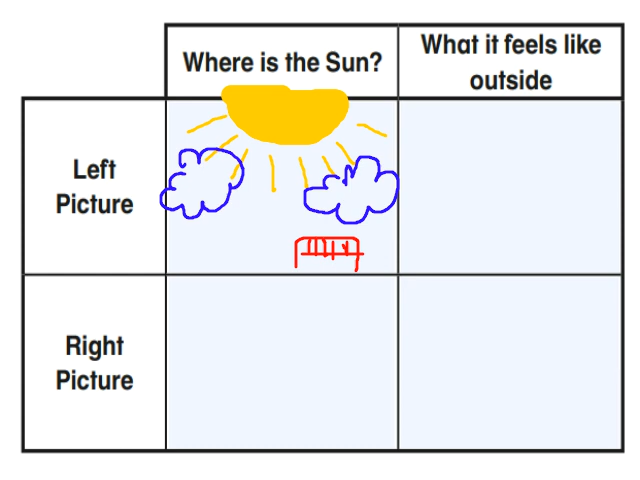 Where is the Sun?
What it feels like
outside
Left
Picture
Right
Picture